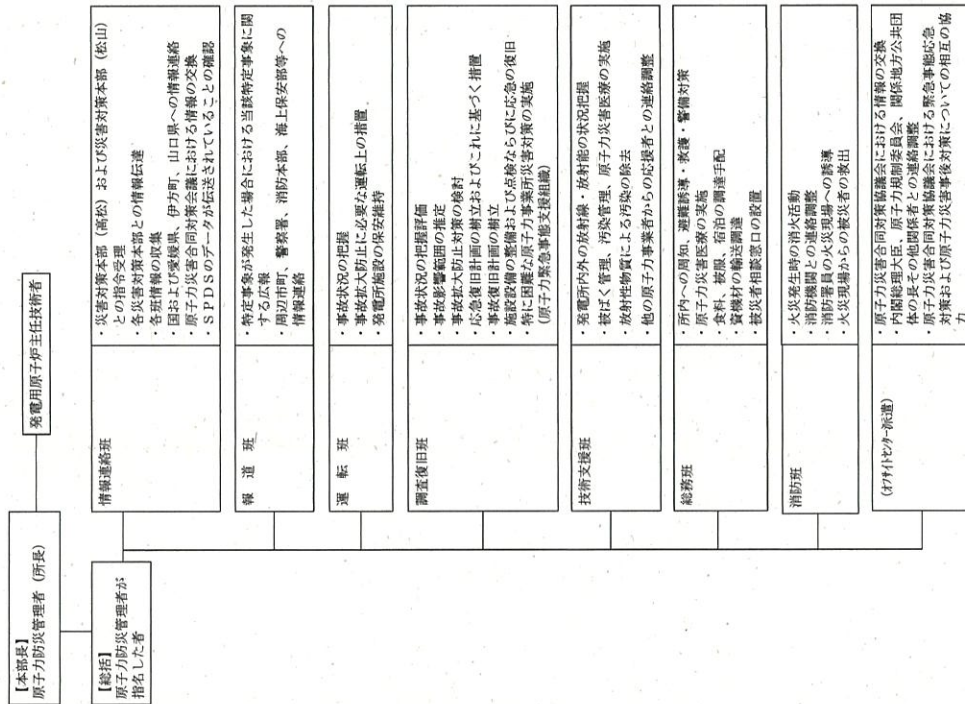 【本部長】
原子力防災管理者（所長）
発電用原子炉主任技術者
【総括】
原子力防災管理者が
指名した者
情報連絡班
・災害対策本部（高松）および災害対策本部（松山）
との指令受理
・各災害対策本部との情報伝達
・各班情報の収集
・国および愛媛県、伊方町、山口県への情報連絡
・原子力災害合同対策会議における情報の交換
・ＳＰＤＳのデータが伝送されていることの確認
報道班
・特定事象が発生した場合における当該特定事象に関
する広報
・周辺市町、警察署、消防本部、海上保安部等への
情報連絡
運転班
・事故状況の把握
・事故拡大防止に必要な運転上の措置
・発電所施設の保安維持
調査復旧班
・事故状況の把握評価
・事故影響範囲の推定
・事故拡大防止対策の検討
・応急復旧計画の樹立およびこれに基づく措置
・事故復旧計画の樹立
・施設設備の整備および点検ならびに応急の復旧
・特に困難な原子力事業所災害対策の実施
(原子力緊急事態支援組織)
技術支援班
・発電所内外の放射線・放射能の状況把握
・被ばく管理、汚染管理、原子力災害医療の実施
・放射性物質による汚染の除去
・他の原子力事業者からの応援者との連絡調整
総務班
・所内への周知、避難誘導・救護・警備対策
・原子力災害医療の実施
・食料、被服、宿泊の調達手配
・資機材の輸送調達
・被災者相談窓口の設置
消防班
・火災発生時の消火活動
・消防機関との連絡調整
・消防署員の火災現場への誘導
・火災現場からの被災者の救出
(ｵﾌｻｲﾄｾﾝﾀｰ派遣)
・原子力災害合同対策協議会における情報の交換
・内閣総理大臣、原子力規制委員会、関係地方公共団
体の長その他関係者との連絡調整
・原子力災害合同対策協議会における緊急事態応急
対策および原子力災害事後対策についての相互の協
力